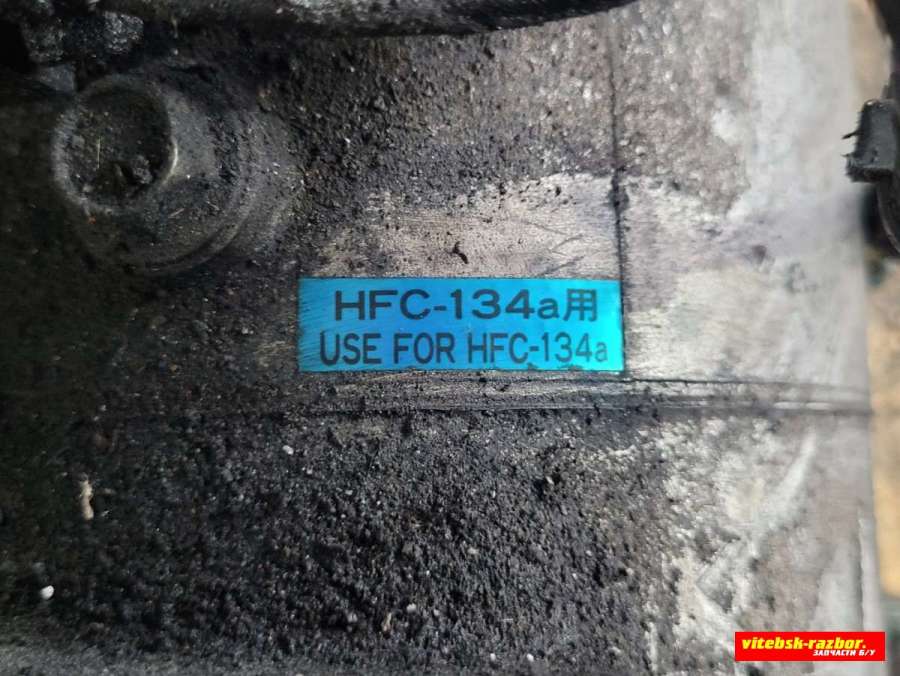 HFC-134a用
USE FOR HFC-134a
vitebsk-razbor.
ЗАПЧАСТИ Б/У